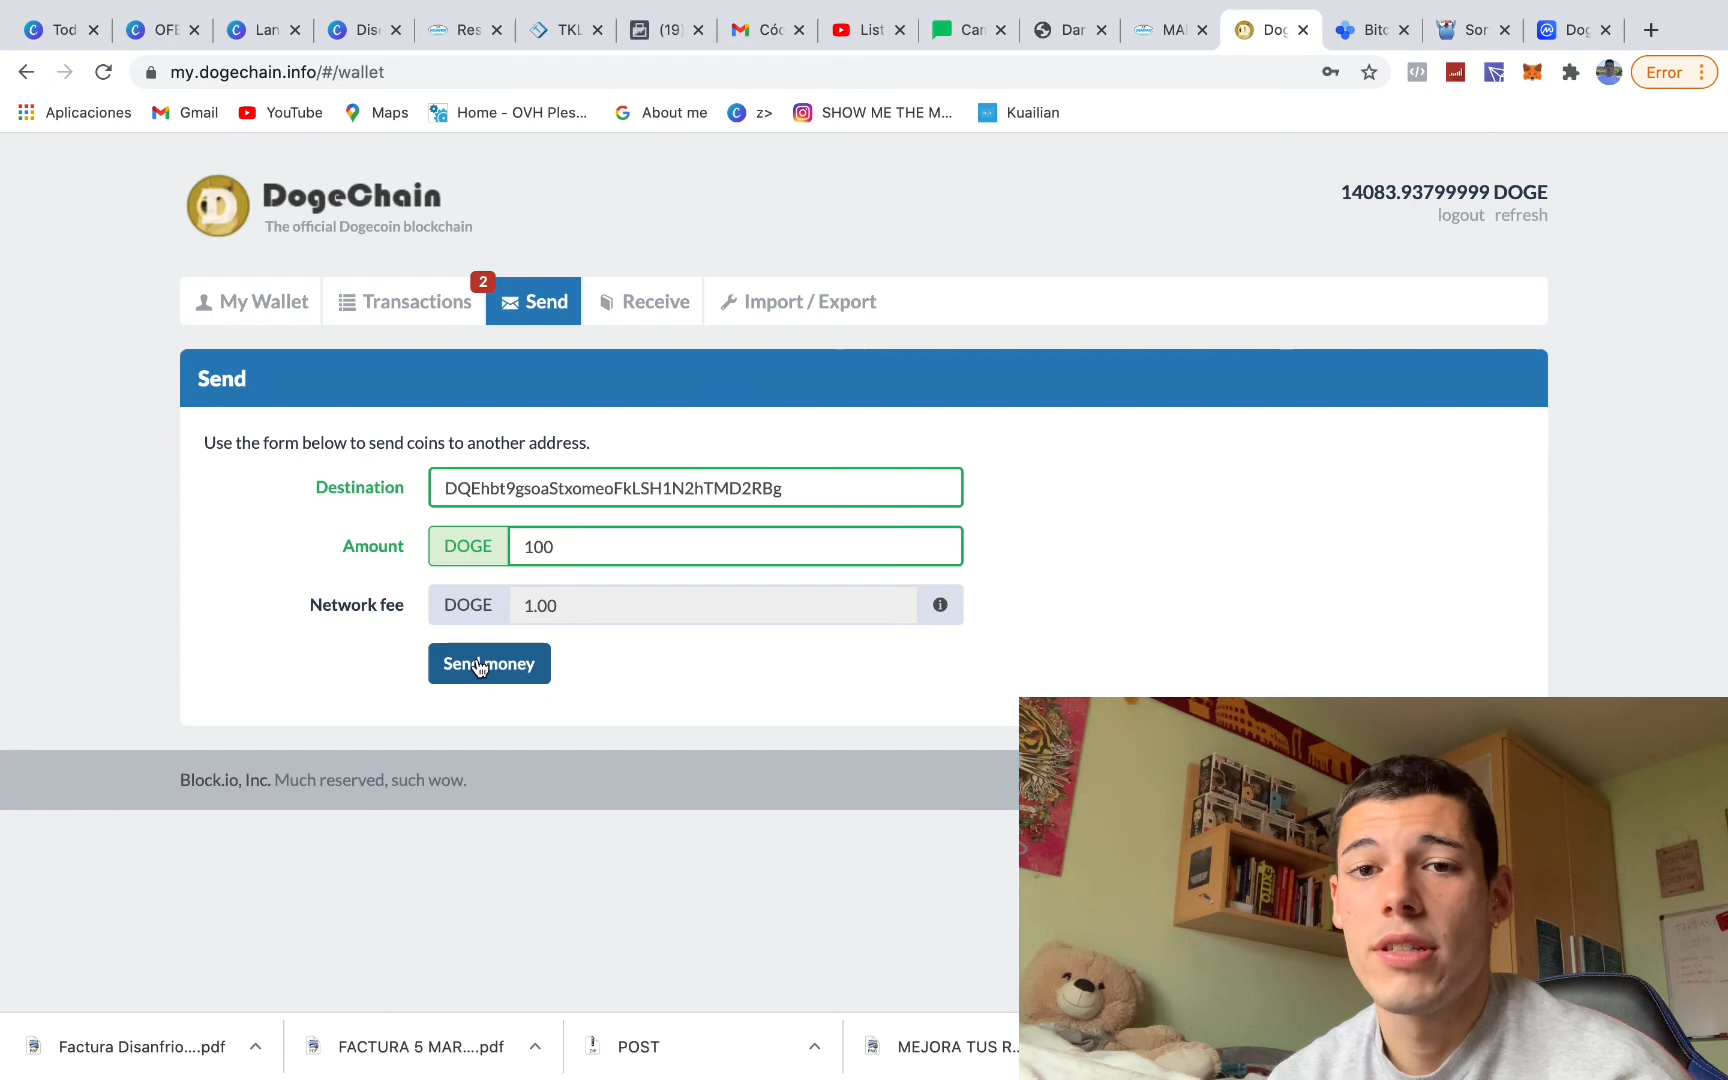 Tod OFE Lan Dis Res TKL (19) Cóc List Can Dar MAI Dog Bitc Sor Dog
my.dogechain.info/#/wallet Error
Aplicaciones Gmail YouTube Maps Home - OVH Ples... About me z> SHOW ME THE M... Kuailian
DogeChain
The official Dogecoin blockchain
14083.93799999 DOGE
logout refresh
My Wallet Transactions 2 Send Receive Import / Export
Send
Use the form below to send coins to another address.
Destination DQEhbt9gsoaStxomeoFkLSH1N2hTMD2RBg
Amount DOGE 100
Network fee DOGE 1.00
Send money
Block.io, Inc. Much reserved, such wow.
ÉXITO
Factura Disanfrio....pdf FACTURA 5 MAR....pdf POST MEJORA TUS R...